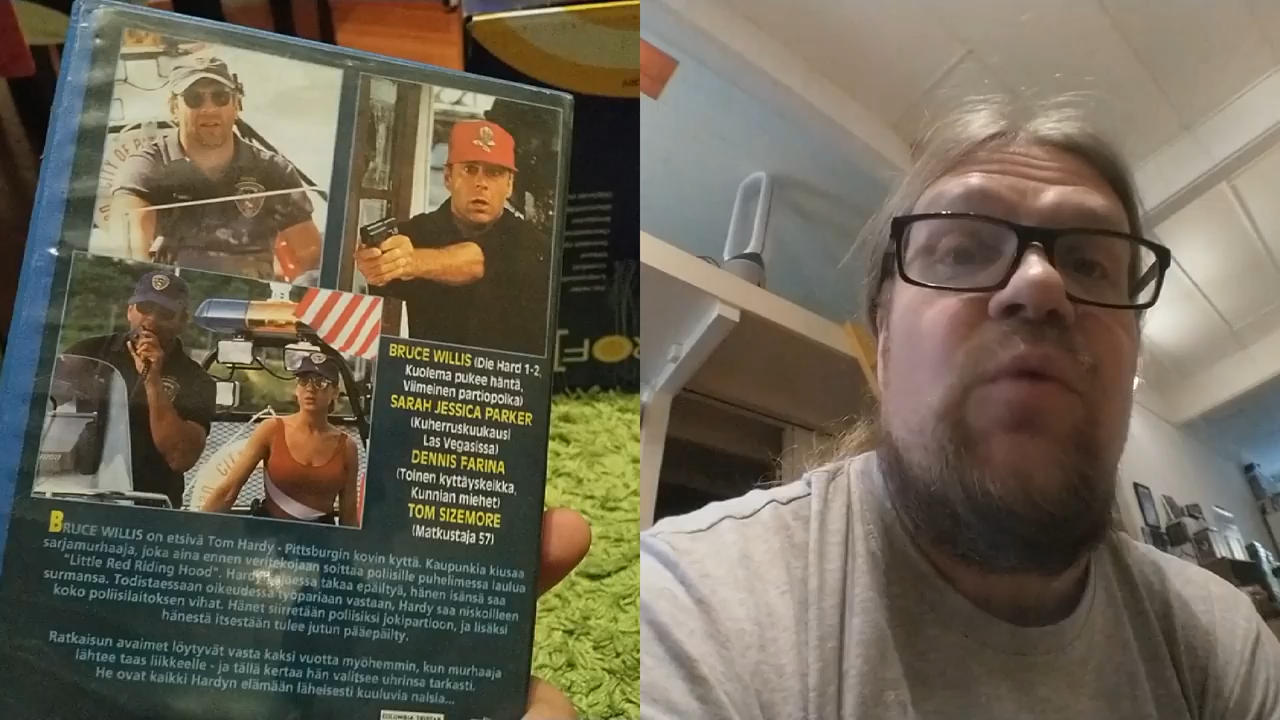 CITY OF P
BRUCE WILLIS (Die Hard 1-2,
Kuolema pukee häntä,
Viimeinen partiopoika)
SARAH JESSICA PARKER
(Kuherruskuukausi
Las Vegasissa)
DENNIS FARINA
(Toinen kyttäyskeikka,
Kunnian miehet)
TOM SIZEMORE
(Matkustaja 57)
BRUCE WILLIS on etsivä Tom Hardy - Pittsburgin kovin kyttä. Kaupunkia kiusaa
sarjamurhaaja, joka aina ennen veritekojaan soittaa poliisille puhelimessa laulua
"Little Red Riding Hood". Hardyn takaa epäiltyä, hänen isänsä saa
surmansa. Todistaessaan oikeudessa työpariaan vastaan, Hardy saa niskoilleen
koko poliisilaitoksen vihat. Hänet siirretään poliisiksi jokipartioon, ja lisäksi
hänestä itsestään tulee jutun pääepäilty.
Ratkaisun avaimet löytyvät vasta kaksi vuotta myöhemmin, kun murhaaja
lähtee taas liikkeelle - ja tällä kertaa hän valitsee uhrinsa tarkasti.
He ovat kaikki Hardyn elämään läheisesti kuuluvia naisia...
COLUMBIA TRISTAR